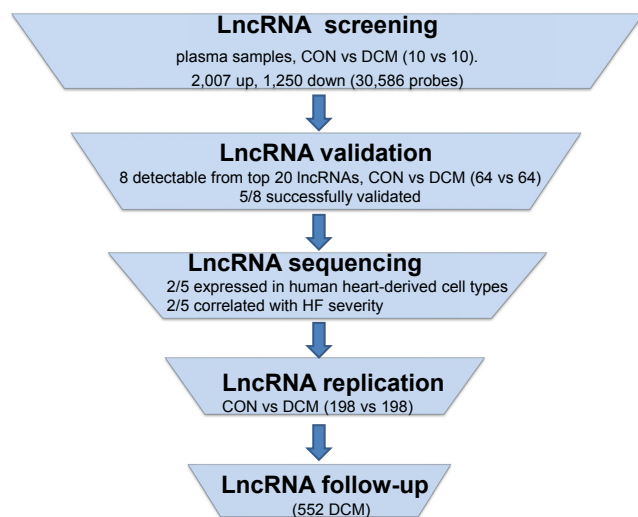 LncRNA screening
plasma samples, CON vs DCM (10 vs 10).
2,007 up, 1,250 down (30,586 probes)
LncRNA validation
8 detectable from top 20 lncRNAs, CON vs DCM (64 vs 64)
5/8 successfully validated
LncRNA sequencing
2/5 expressed in human heart-derived cell types
2/5 correlated with HF severity
LncRNA replication
CON vs DCM (198 vs 198)
LncRNA follow-up
(552 DCM)